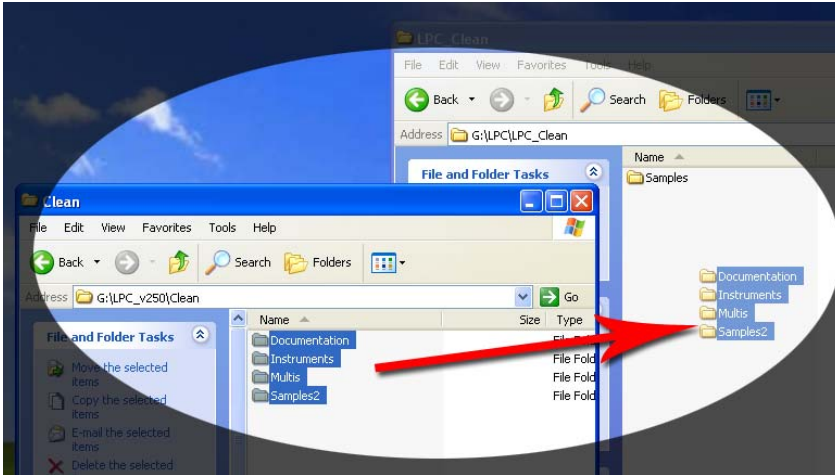 LPC_Clean
File Edit View Favorites Tools Help
Back Search Folders
Address G:\LPC\LPC_Clean
Name
File and Folder Tasks
Samples
Clean
File Edit View Favorites Tools Help
Back Search Folders
Address G:\LPC_v250\Clean Go
Name Size Type
File and Folder Tasks
Documentation File Fold
Instruments File Fold
Multis File Fold
Samples2 File Fold
Move the selected
items
Copy the selected
items
E-mail the selected
items
Delete the selected
Documentation
Instruments
Multis
Samples2